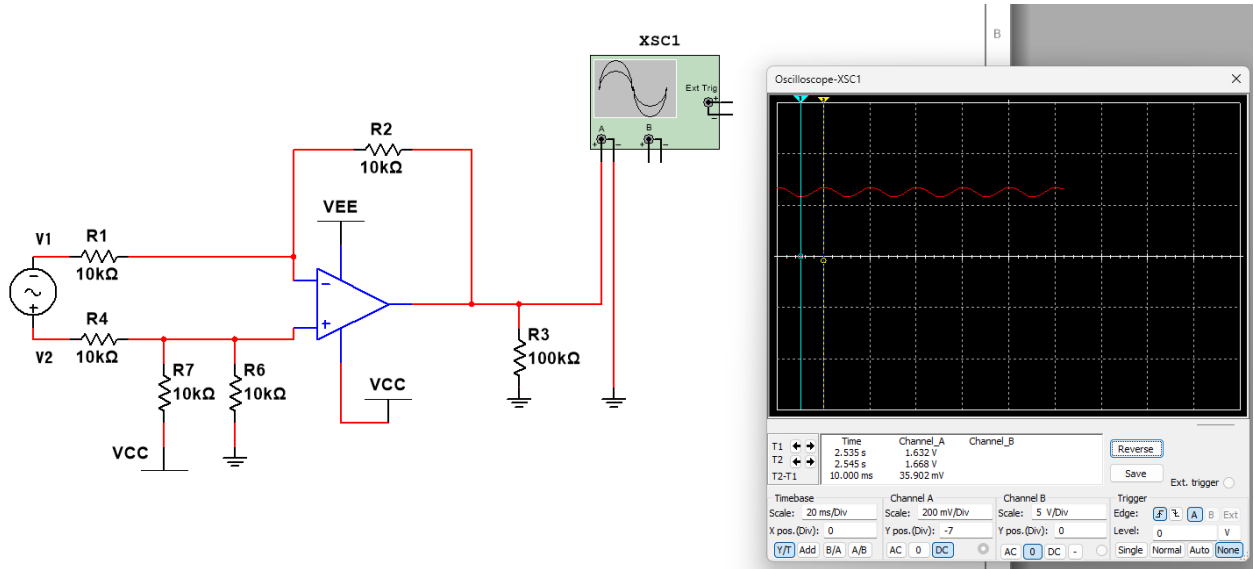 B
XSC1
Ext Trig
+
−
A
B
+
−
+
−
R2
10kΩ
VEE
V1
R1
10kΩ
−
+
−
+
R4
V2
10kΩ
R7
10kΩ
R6
10kΩ
R3
100kΩ
VCC
VCC
Oscilloscope-XSC1
Time Channel_A Channel_B
T1 2.535 s 1.632 V
T2 2.545 s 1.668 V
T2-T1 10.000 ms 35.902 mV
Reverse
Save
Ext. trigger
Timebase
Scale: 20 ms/Div
X pos.(Div): 0
Y/T Add B/A A/B
Channel A
Scale: 200 mV/Div
Y pos.(Div): -7
AC 0 DC
Channel B
Scale: 5 V/Div
Y pos.(Div): 0
AC 0 DC -
Trigger
Edge: A B Ext
Level: 0 V
Single Normal Auto None